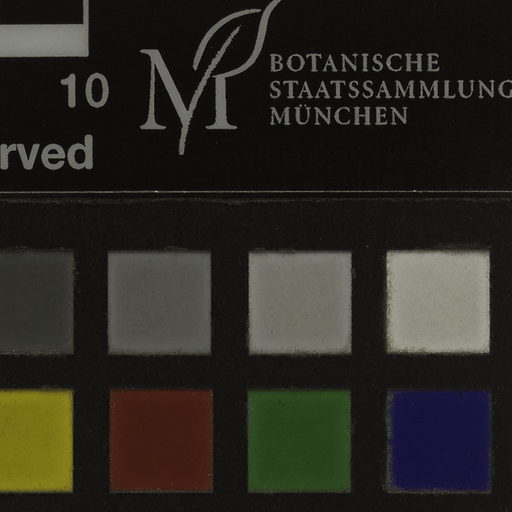 10
rved
M
BOTANISCHE
STAATSSAMMLUNG
MÜNCHEN